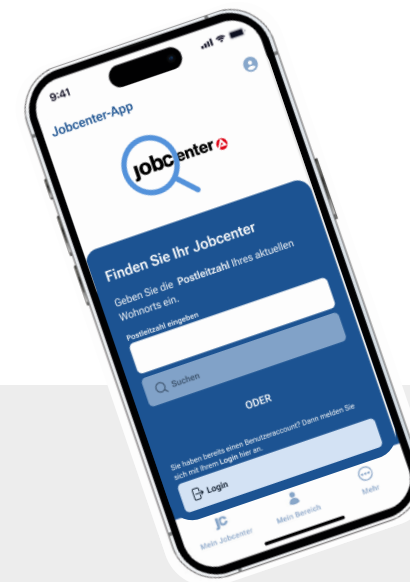 9:41
Jobcenter-App
jobcenter
Finden Sie Ihr Jobcenter
Geben Sie die Postleitzahl Ihres aktuellen
Wohnorts ein.
Postleitzahl eingeben
Suchen
ODER
Sie haben bereits einen Benutzeraccount? Dann melden Sie
sich mit Ihrem Login hier an.
Login
JC
Mein Jobcenter
Mein Bereich
Mehr